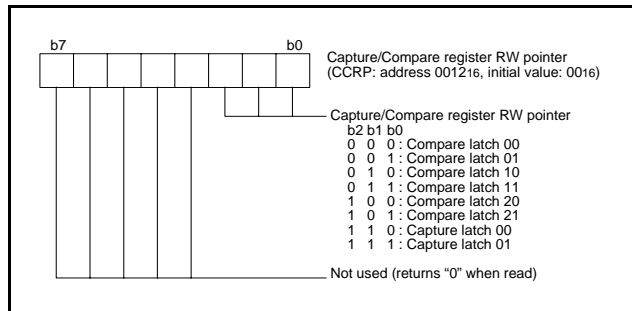 b7 b0
Capture/Compare register RW pointer
(CCRP: address 001216, initial value: 0016)
Capture/Compare register RW pointer
b2 b1 b0
0 0 0 : Compare latch 00
0 0 1 : Compare latch 01
0 1 0 : Compare latch 10
0 1 1 : Compare latch 11
1 0 0 : Compare latch 20
1 0 1 : Compare latch 21
1 1 0 : Capture latch 00
1 1 1 : Capture latch 01
Not used (returns “0” when read)